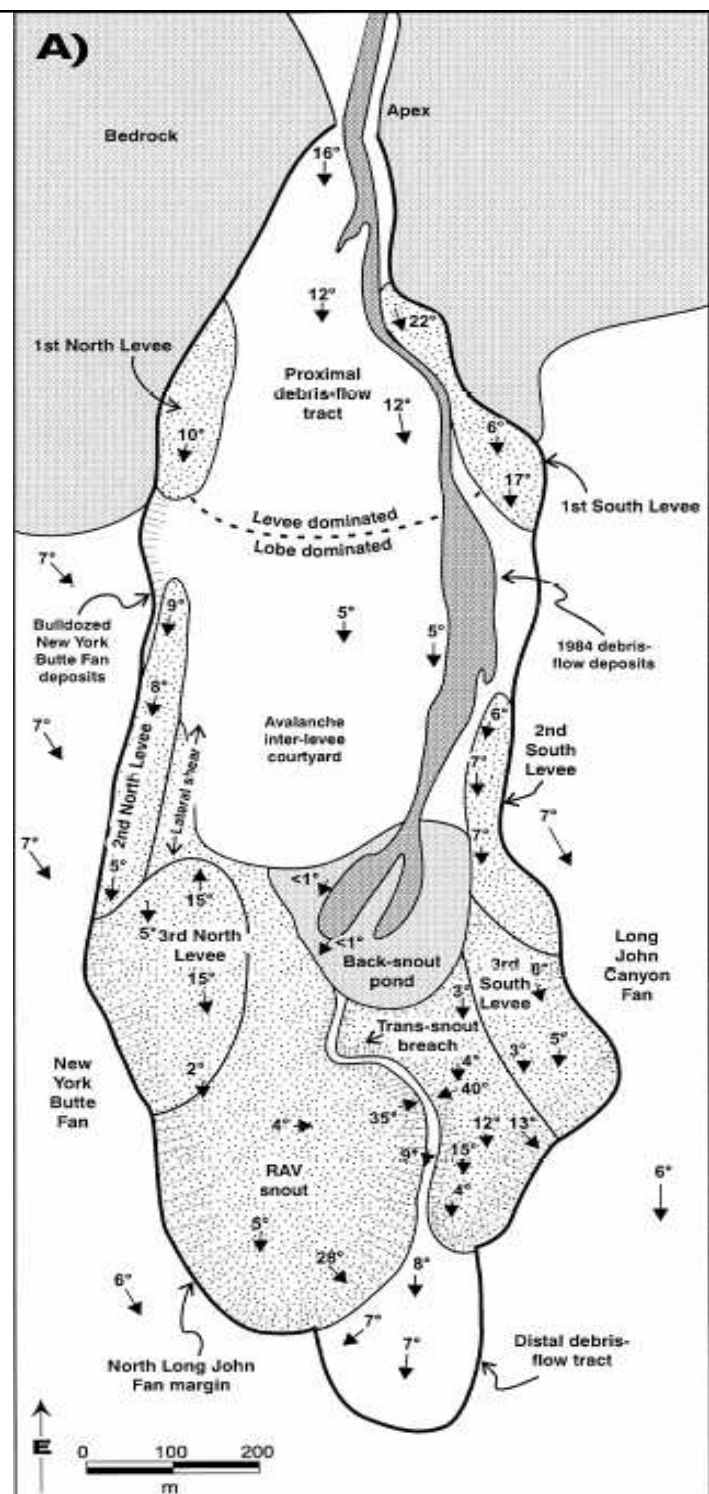 A)
Apex
Bedrock
16°
12°
22°
1st North Levee
Proximal
debris-flow
tract
12°
10°
6°
17°
1st South Levee
Levee dominated
Lobe dominated
7°
9°
5°
5°
Bulldozed
New York
Butte Fan
deposits
1984 debris-
flow deposits
8°
6°
7°
Avalanche
inter-levee
courtyard
2nd
South
Levee
2nd North Levee
Lateral shear
7°
7°
7°
7°
5°
<1°
15°
5°
3rd North
Levee
<1°
Back-snout
pond
Long
John
Canyon
Fan
15°
3rd
South
Levee
6°
3°
Trans-snout
breach
New
York
Butte
Fan
2°
4°
3°
5°
40°
35°
4°
12°
13°
9°
15°
RAV
snout
4°
6°
5°
28°
8°
6°
7°
7°
North Long John
Fan margin
Distal debris-
flow tract
E
0 100 200
m